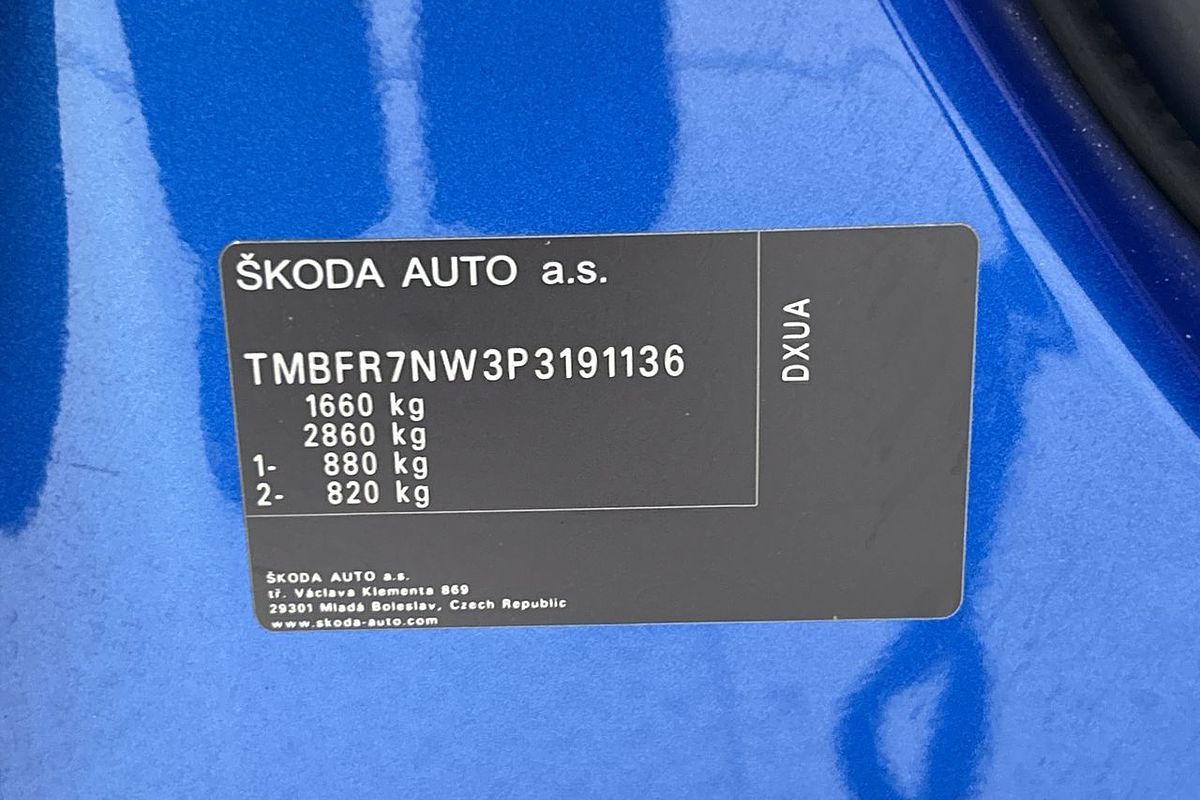 ŠKODA AUTO a.s.
TMBFR7NW3P3191136
1660 kg
2860 kg
1- 880 kg
2- 820 kg
DXUA
ŠKODA AUTO a.s.
tř. Václava Klementa 869
29301 Mladá Boleslav, Czech Republic
www.skoda-auto.com